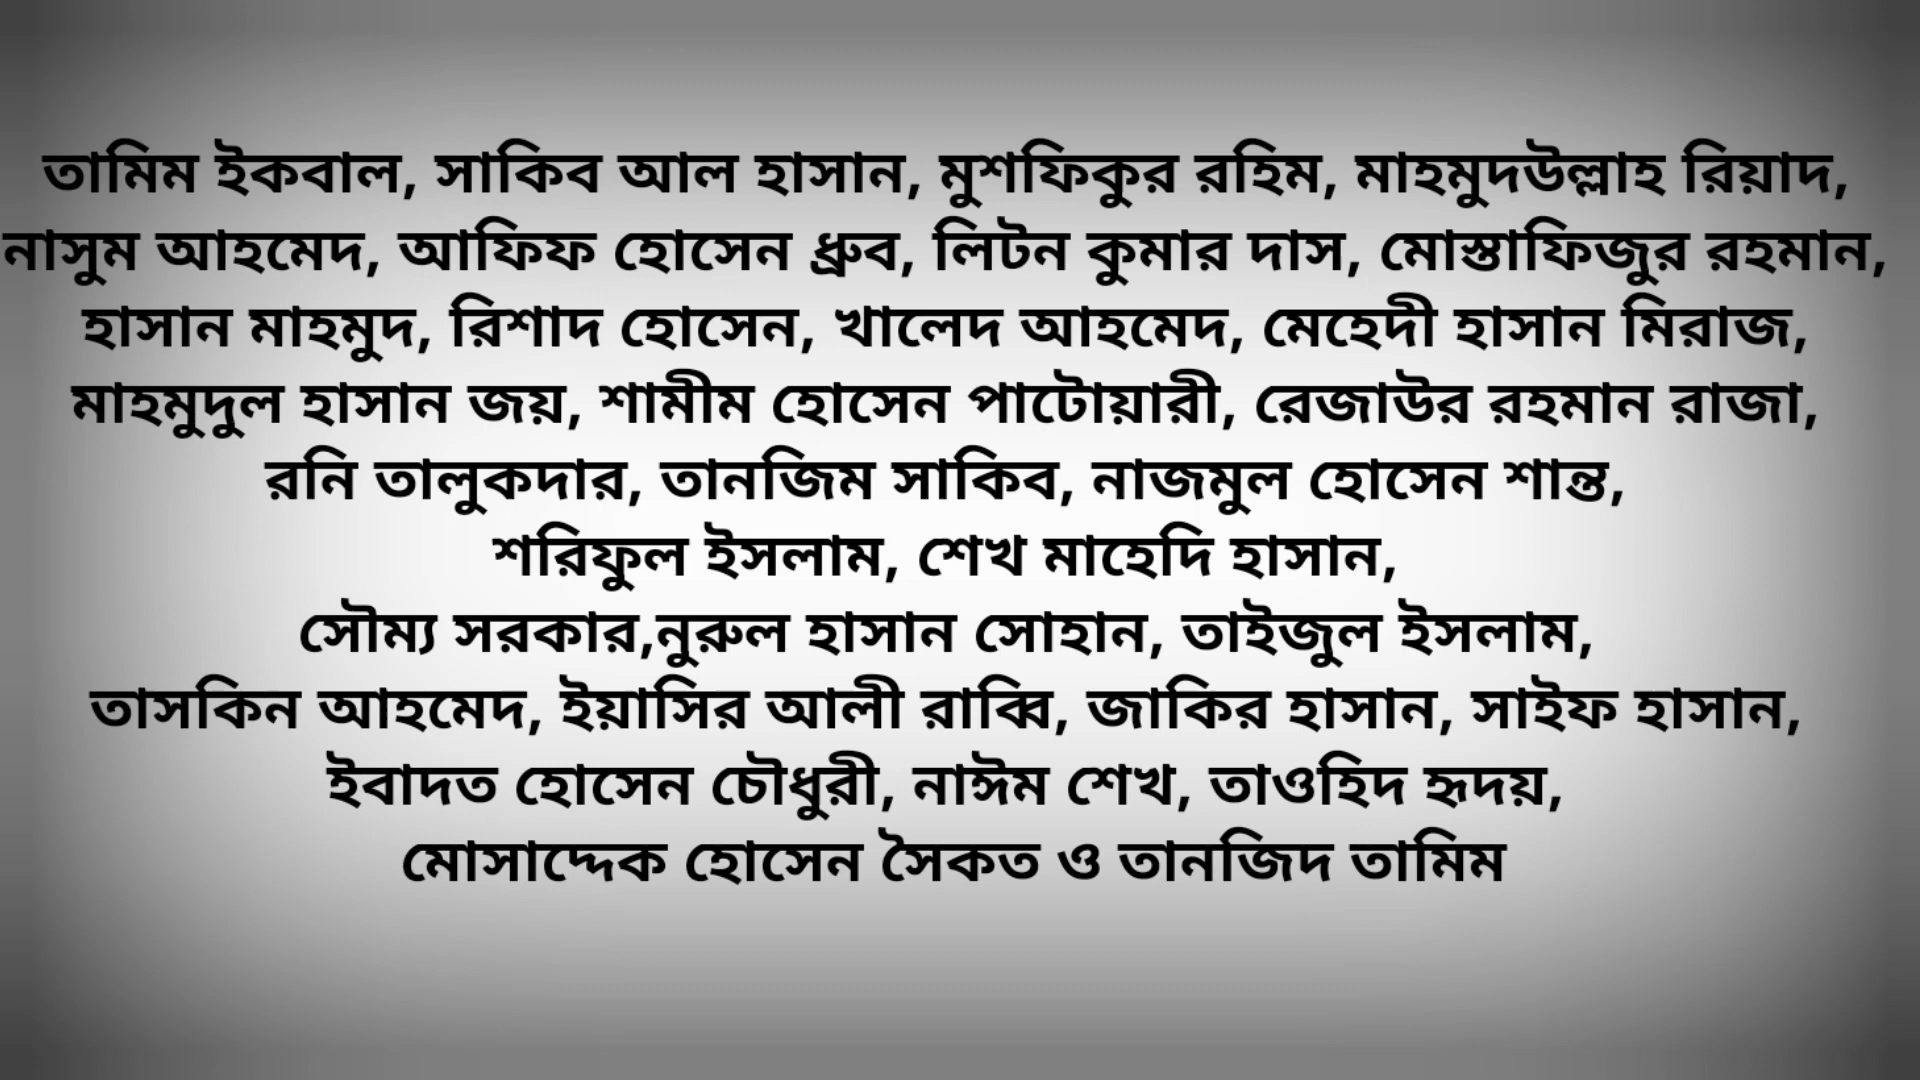 তামিম ইকবাল, সাকিব আল হাসান, মুশফিকুর রহিম, মাহমুদউল্লাহ রিয়াদ,
নাসুম আহমেদ, আফিফ হোসেন ধ্রুব, লিটন কুমার দাস, মোস্তাফিজুর রহমান,
হাসান মাহমুদ, রিশাদ হোসেন, খালেদ আহমেদ, মেহেদী হাসান মিরাজ,
মাহমুদুল হাসান জয়, শামীম হোসেন পাটোয়ারী, রেজাউর রহমান রাজা,
রনি তালুকদার, তানজিম সাকিব, নাজমুল হোসেন শান্ত,
শরিফুল ইসলাম, শেখ মাহেদি হাসান,
সৌম্য সরকার,নুরুল হাসান সোহান, তাইজুল ইসলাম,
তাসকিন আহমেদ, ইয়াসির আলী রাব্বি, জাকির হাসান, সাইফ হাসান,
ইবাদত হোসেন চৌধুরী, নাঈম শেখ, তাওহিদ হৃদয়,
মোসাদ্দেক হোসেন সৈকত ও তানজিদ তামিম